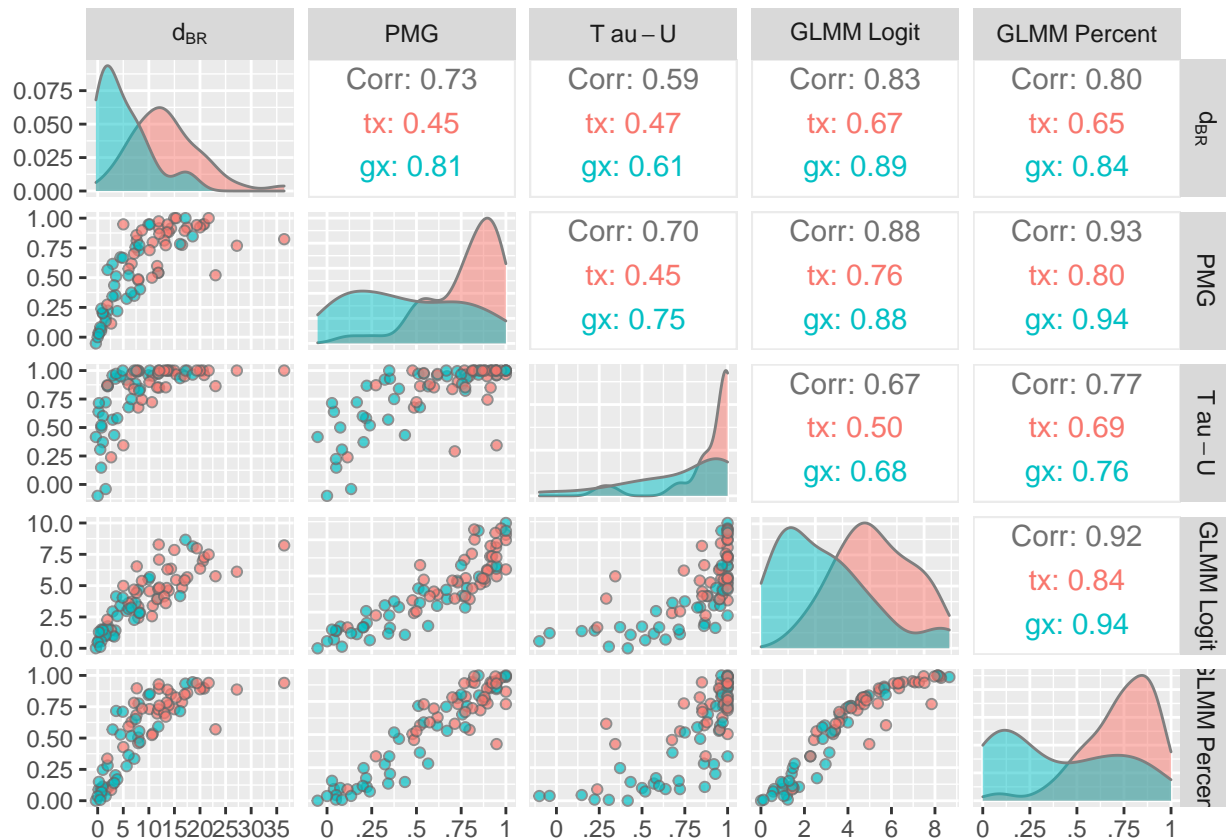 d_BR PMG T au – U GLMM Logit GLMM Percent
0.075
0.050
0.025
0.000
Corr: 0.73
tx: 0.45
gx: 0.81
Corr: 0.59
tx: 0.47
gx: 0.61
Corr: 0.83
tx: 0.67
gx: 0.89
Corr: 0.80
tx: 0.65
gx: 0.84
d_BR
1.00
0.75
0.50
0.25
0.00
Corr: 0.70
tx: 0.45
gx: 0.75
Corr: 0.88
tx: 0.76
gx: 0.88
Corr: 0.93
tx: 0.80
gx: 0.94
PMG
1.00
0.75
0.50
0.25
0.00
Corr: 0.67
tx: 0.50
gx: 0.68
Corr: 0.77
tx: 0.69
gx: 0.76
T au – U
10.0
7.5
5.0
2.5
0.0
Corr: 0.92
tx: 0.84
gx: 0.94
GLMM Logit
1.00
0.75
0.50
0.25
0.00
GLMM Percent
0 5 10 15 20 25 30 35
0 .25 .5 .75 1
0 .25 .5 .75 1
0 2 4 6 8
0 .25 .5 .75 1